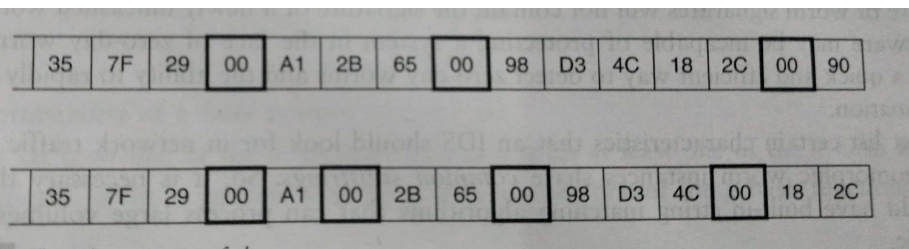 35 7F 29 00 A1 2B 65 00 98 D3 4C 18 2C 00 90
35 7F 29 00 A1 00 2B 65 00 98 D3 4C 00 18 2C